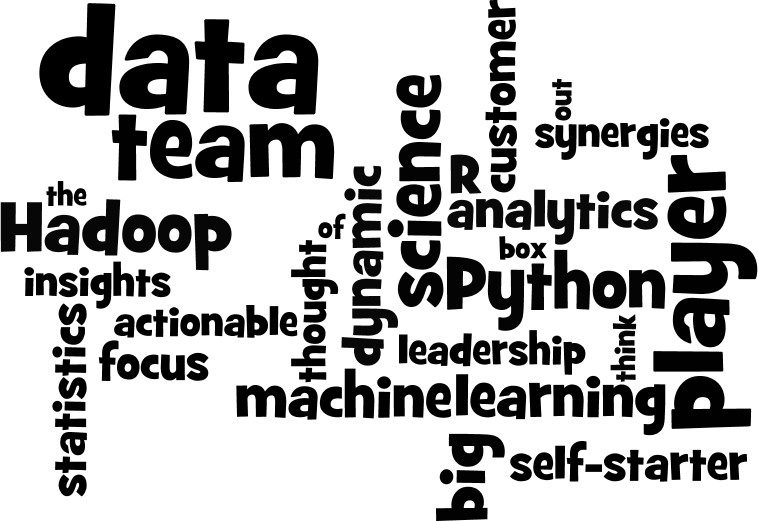 data
team
the
Hadoop
insights
actionable
statistics
focus
thought
of
dynamic
science
customer
out
synergies
R
analytics
box
Python
player
think
leadership
machinelearning
big
self-starter